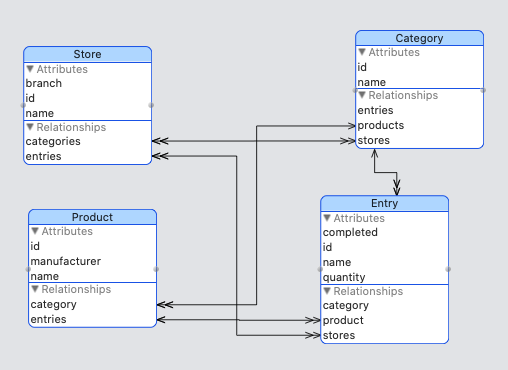 Store
▼ Attributes
branch
id
name
▼ Relationships
categories
entries
Category
▼ Attributes
id
name
▼ Relationships
entries
products
stores
Product
▼ Attributes
id
manufacturer
name
▼ Relationships
category
entries
Entry
▼ Attributes
completed
id
name
quantity
▼ Relationships
category
product
stores